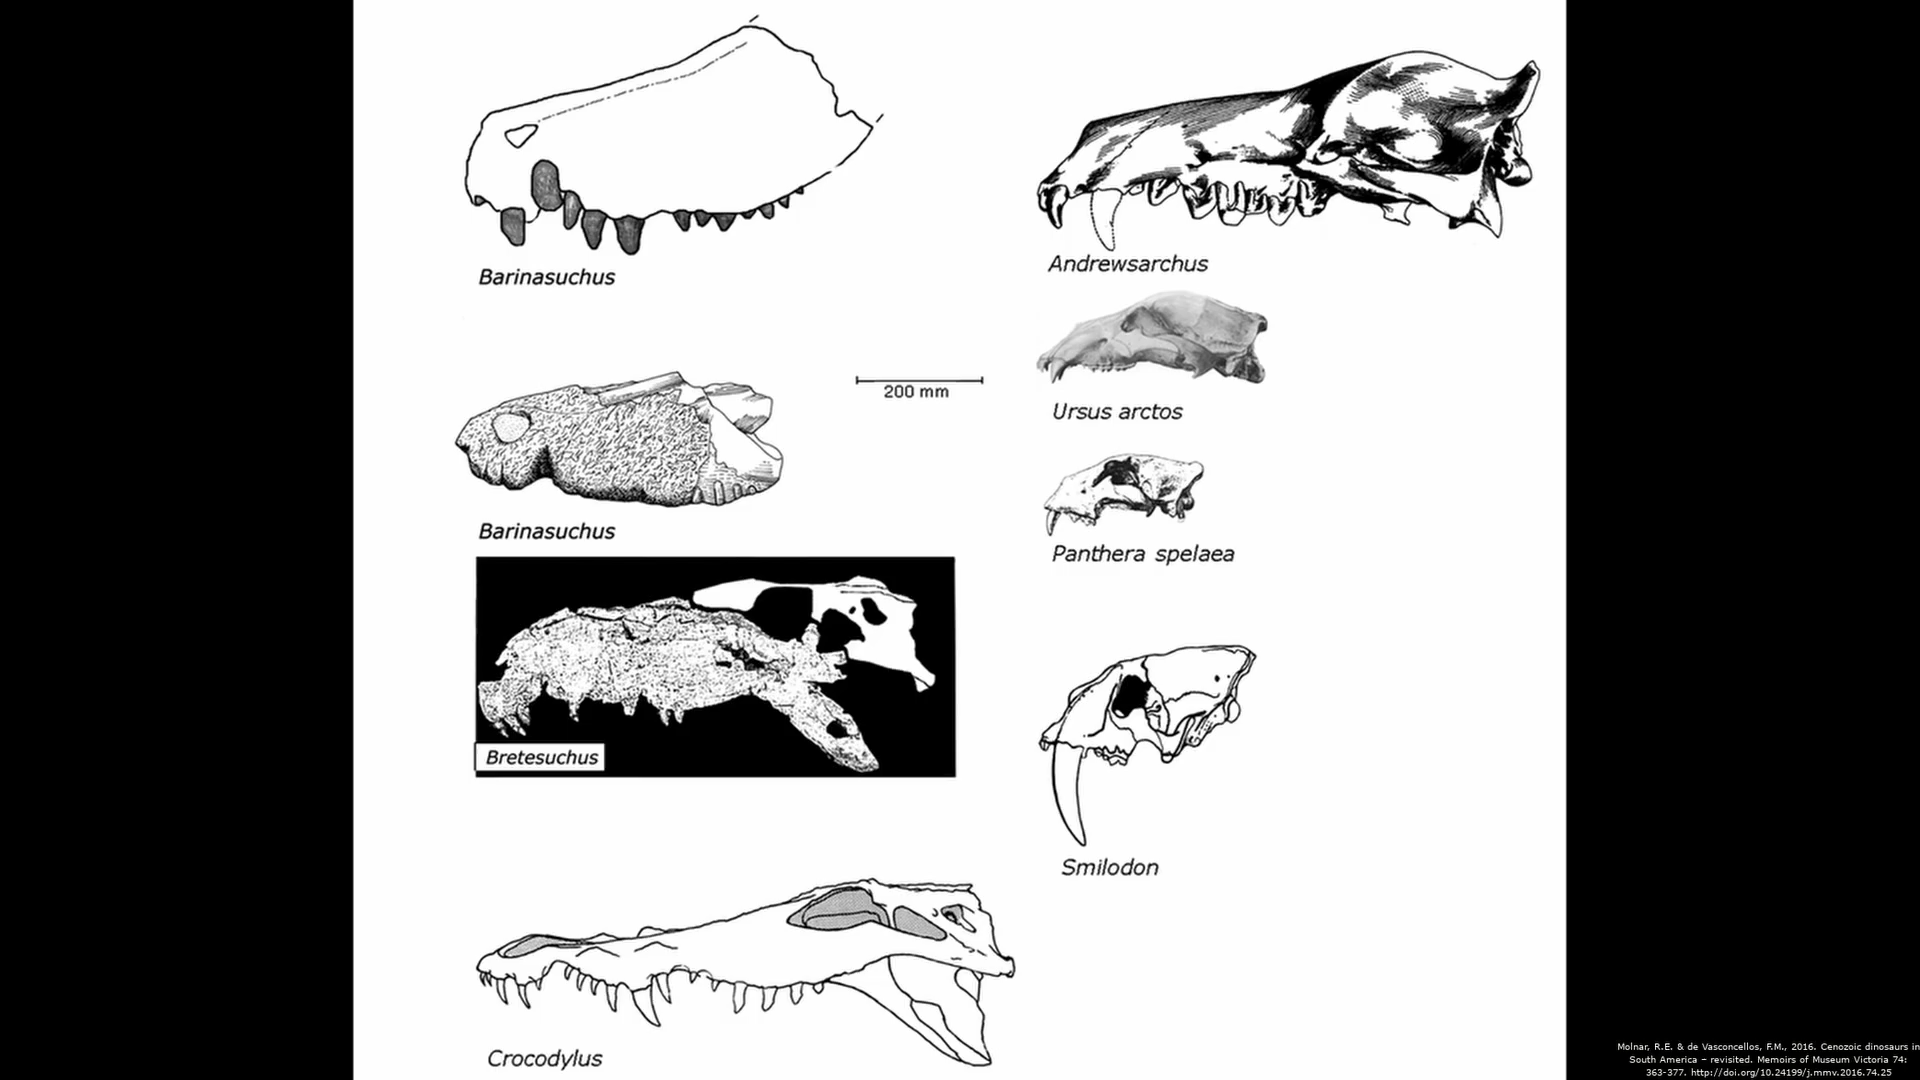 Barinasuchus
Andrewsarchus
200 mm
Ursus arctos
Barinasuchus
Panthera spelaea
Bretesuchus
Smilodon
Crocodylus
Molnar, R.E. & de Vasconcellos, F.M., 2016. Cenozoic dinosaurs in
South America – revisited. Memoirs of Museum Victoria 74:
363-377. http://doi.org/10.24199/j.mmv.2016.74.25